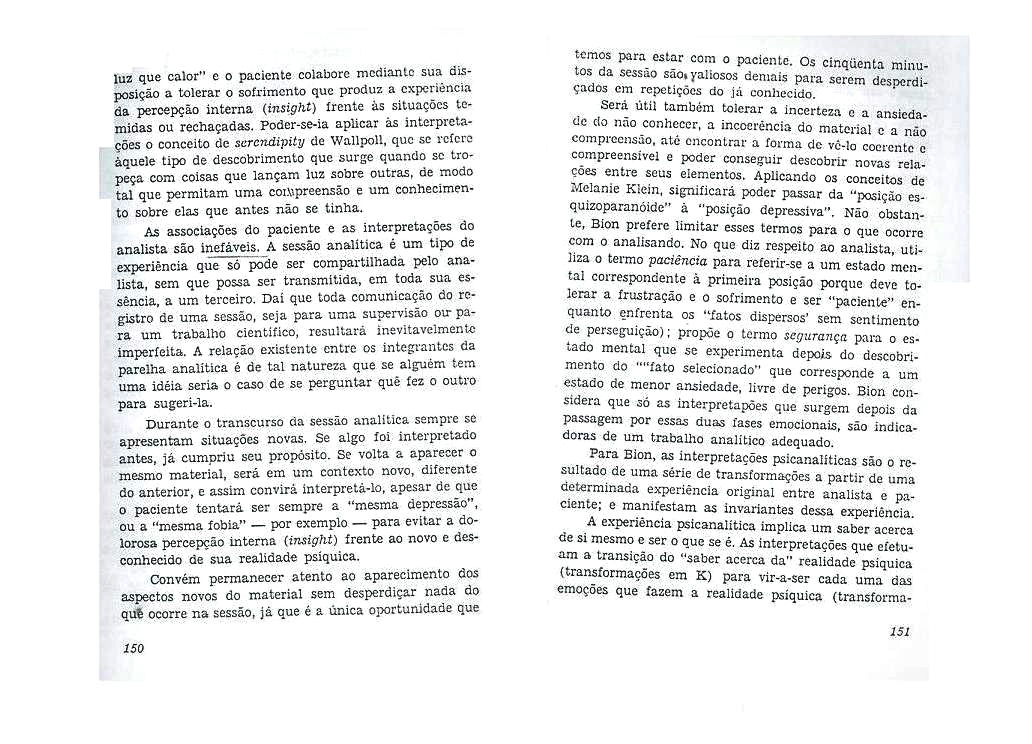 luz que calor" e o paciente colabore mediante sua dis-
posição a tolerar o sofrimento que produz a experiência
da percepção interna (insight) frente às situações te-
midas ou rechaçadas. Poder-se-ia aplicar às interpreta-
ções o conceito de serendipity de Wallpoll, que se refere
àquele tipo de descobrimento que surge quando se tro-
peça com coisas que lançam luz sobre outras, de modo
tal que permitam uma compreensão e um conhecimen-
to sobre elas que antes não se tinha.
As associações do paciente e as interpretações do
analista são inefáveis. A sessão analítica é um tipo de
experiência que só pode ser compartilhada pelo ana-
lista, sem que possa ser transmitida, em toda sua es-
sência, a um terceiro. Daí que toda comunicação do re-
gistro de uma sessão, seja para uma supervisão our pa-
ra um trabalho científico, resultará inevitavelmente
imperfeita. A relação existente entre os integrantes da
parelha analítica é de tal natureza que se alguém tem
uma idéia seria o caso de se perguntar quê fez o outro
para sugeri-la.
Durante o transcurso da sessão analítica sempre se
apresentam situações novas. Se algo foi interpretado
antes, já cumpriu seu propósito. Se volta a aparecer o
mesmo material, será em um contexto novo, diferente
do anterior, e assim convirá interpretá-lo, apesar de que
o paciente tentará ser sempre a "mesma depressão",
ou a "mesma fobia" — por exemplo — para evitar a do-
lorosa percepção interna (insight) frente ao novo e des-
conhecido de sua realidade psíquica.
Convém permanecer atento ao aparecimento dos
aspectos novos do material sem desperdiçar nada do
quê ocorre na sessão, já que é a única oportunidade que
150
temos para estar com o paciente. Os cinqüenta minu-
tos da sessão são valiosos demais para serem desperdi-
çados em repetições do já conhecido.
Será útil também tolerar a incerteza e a ansieda-
de do não conhecer, a incoerência do material e a não
compreensão, até encontrar a forma de vê-lo coerente e
compreensível e poder conseguir descobrir novas rela-
ções entre seus elementos. Aplicando os conceitos de
Melanie Klein, significará poder passar da "posição es-
quizoparanóide" à "posição depressiva". Não obstan-
te, Bion prefere limitar esses termos para o que ocorre
com o analisando. No que diz respeito ao analista, uti-
liza o termo paciência para referir-se a um estado men-
tal correspondente à primeira posição porque deve to-
lerar a frustração e o sofrimento e ser "paciente" en-
quanto enfrenta os "fatos dispersos' sem sentimento
de perseguição); propõe o termo segurança para o es-
tado mental que se experimenta depois do descobri-
mento do ""fato selecionado" que corresponde a um
estado de menor ansiedade, livre de perigos. Bion con-
sidera que só as interpretapões que surgem depois da
passagem por essas duas fases emocionais, são indica-
doras de um trabalho analítico adequado.
Para Bion, as interpretações psicanalíticas são o re-
sultado de uma série de transformações a partir de uma
determinada experiência original entre analista e pa-
ciente; e manifestam as invariantes dessa experiência.
A experiência psicanalítica implica um saber acerca
de si mesmo e ser o que se é. As interpretações que efetu-
am a transição do "saber acerca da" realidade psíquica
(transformações em K) para vir-a-ser cada uma das
emoções que fazem a realidade psíquica (transforma-
151